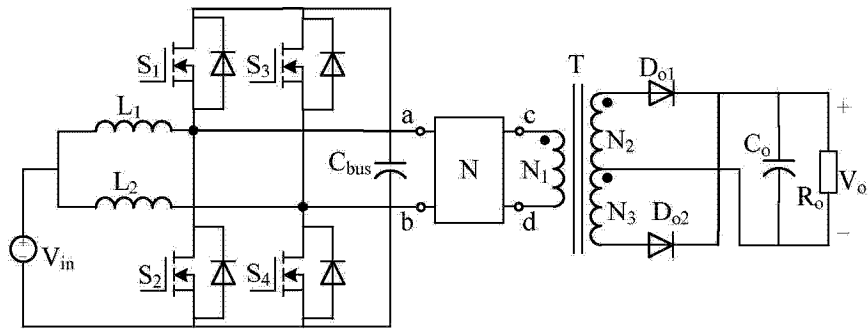 S1
S3
L1
L2
Cbus
a
b
N
c
d
T
N1
N2
N3
Do1
Do2
Co
Ro
+
Vo
−
+
−
Vin
S2
S4